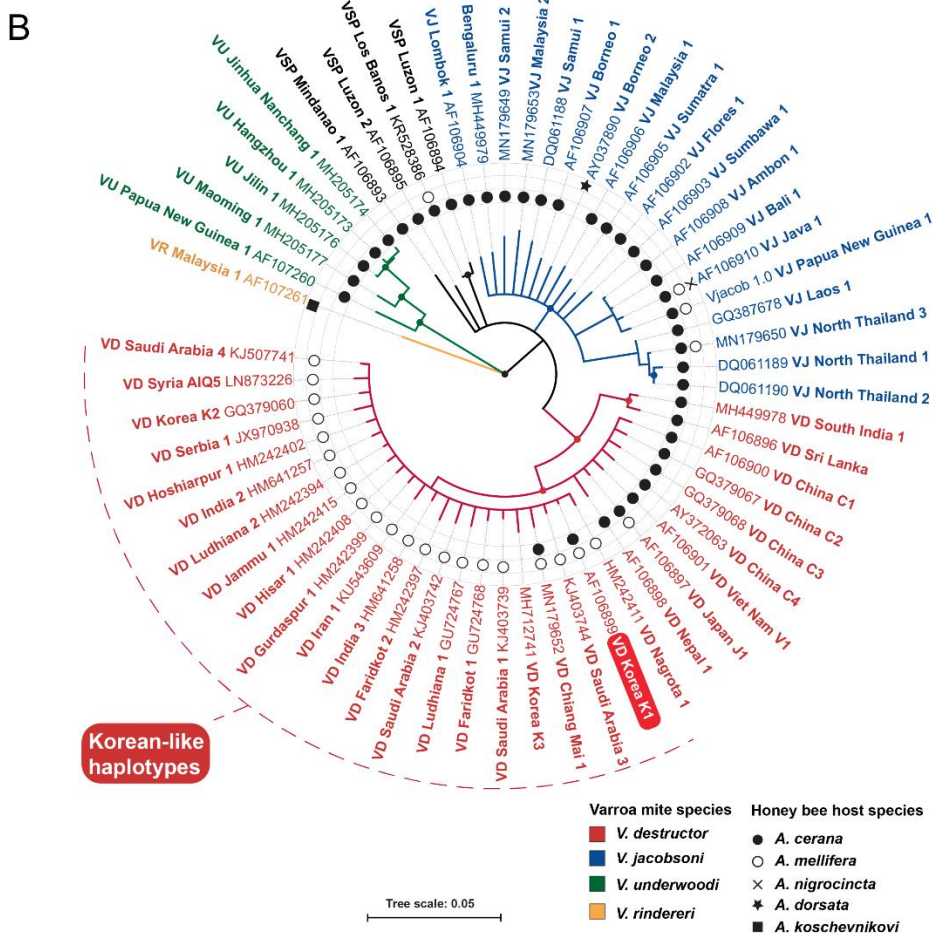 B
VD Saudi Arabia 4 KJ507741
VD Syria AIQ5 LN873226
VD Korea K2 GQ379060
VD Serbia 1 JX970938
VD Hoshiarpur 1 HM242402
VD India 2 HM641257
VD Ludhiana 2 HM242394
VD Jammu 1 HM242415
VD Hisar 1 HM242408
VD Gurdaspur 1 HM242399
VD Iran 1 KU543609
VD India 3 HM641258
VD Faridkot 2 HM242397
VD Saudi Arabia 2 KJ403742
VD Ludhiana 1 GU724767
VD Faridkot 1 GU724768
VD Saudi Arabia 1 KJ403739
MH712741 VD Korea K3
MN179652 VD Chiang Mai 1
KJ403744 VD Saudi Arabia 3
AF106899 VD Korea K1
HM242411 VD Nagrota 1
AF106898 VD Nepal 1
AF106897 VD Japan J1
AF106901 VD Viet Nam V1
AY372063 VD China C4
GQ379068 VD China C3
GQ379067 VD China C2
AF106900 VD China C1
AF106896 VD Sri Lanka
MH449978 VD South India 1
DQ061190 VJ North Thailand 2
DQ061189 VJ North Thailand 1
MN179650 VJ North Thailand 3
GQ387678 VJ Laos 1
Vjacob 1.0 VJ Papua New Guinea 1
AF106910 VJ Java 1
AF106909 VJ Bali 1
AF106908 VJ Ambon 1
AF106903 VJ Sumbawa 1
AF106902 VJ Flores 1
AF106905 VJ Sumatra 1
AF106906 VJ Malaysia 1
AY037890 VJ Borneo 2
AF106907 VJ Borneo 1
DQ061188 VJ Samui 1
MN179653VJ Malaysia 2
MN179649 VJ Samui 2
Bengaluru 1 MH449979
VJ Lombok 1 AF106904
VSP Luzon 1 AF106894
VSP Los Banos 1 KR528386
VSP Luzon 2 AF106895
VSP Mindanao 1 AF106893
VU Jinhua Nanchang 1 MH205174
VU Hangzhou 1 MH205173
VU Jilin 1 MH205176
VU Maoming 1 MH205177
VU Papua New Guinea 1 AF107260
VR Malaysia 1 AF107261
Korean-like
haplotypes
Varroa mite species
V. destructor
V. jacobsoni
V. underwoodi
V. rindereri
Honey bee host species
A. cerana
A. mellifera
A. nigrocincta
A. dorsata
A. koschevnikovi
Tree scale: 0.05